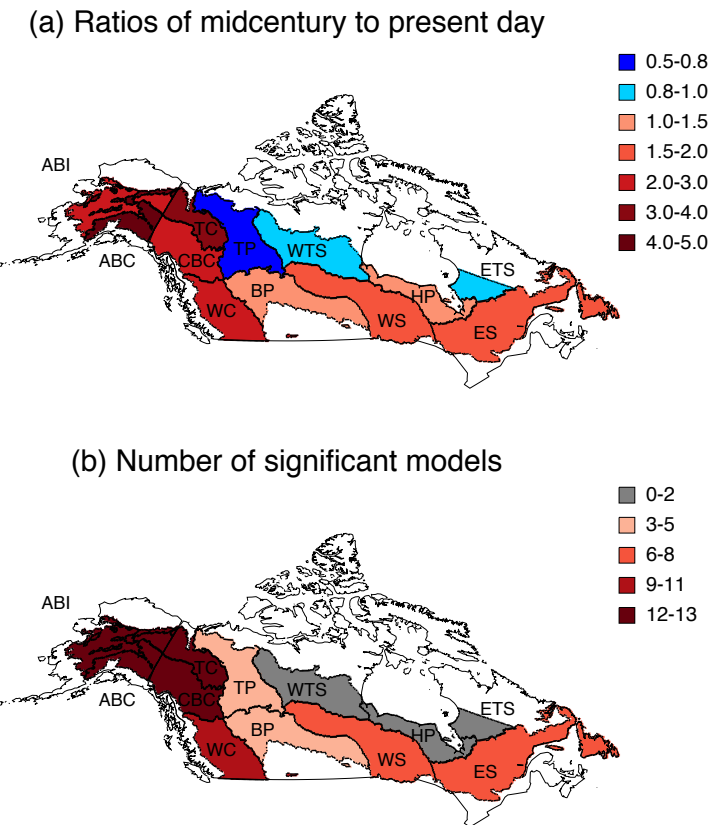 (a) Ratios of midcentury to present day
0.5-0.8
0.8-1.0
1.0-1.5
1.5-2.0
2.0-3.0
3.0-4.0
4.0-5.0
ABI
ABC
TC
CBC
TP
WTS
ETS
WC
BP
HP
WS
ES
(b) Number of significant models
0-2
3-5
6-8
9-11
12-13
ABI
ABC
TC
CBC
TP
WTS
ETS
WC
BP
HP
WS
ES